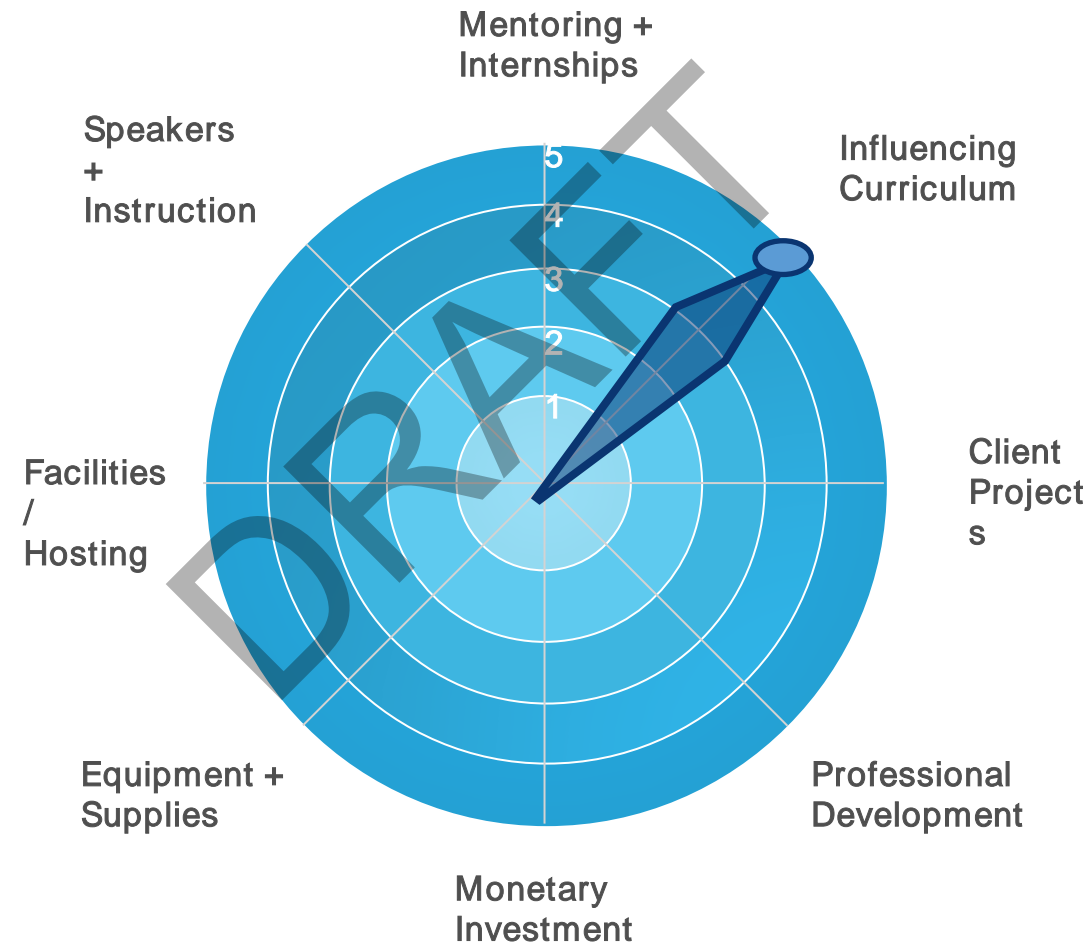 Mentoring +
Internships
Speakers
+
Instruction
Influencing
Curriculum
5
4
3
2
1
DRAFT
Facilities
/
Hosting
Client
Project
s
Equipment +
Supplies
Professional
Development
Monetary
Investment